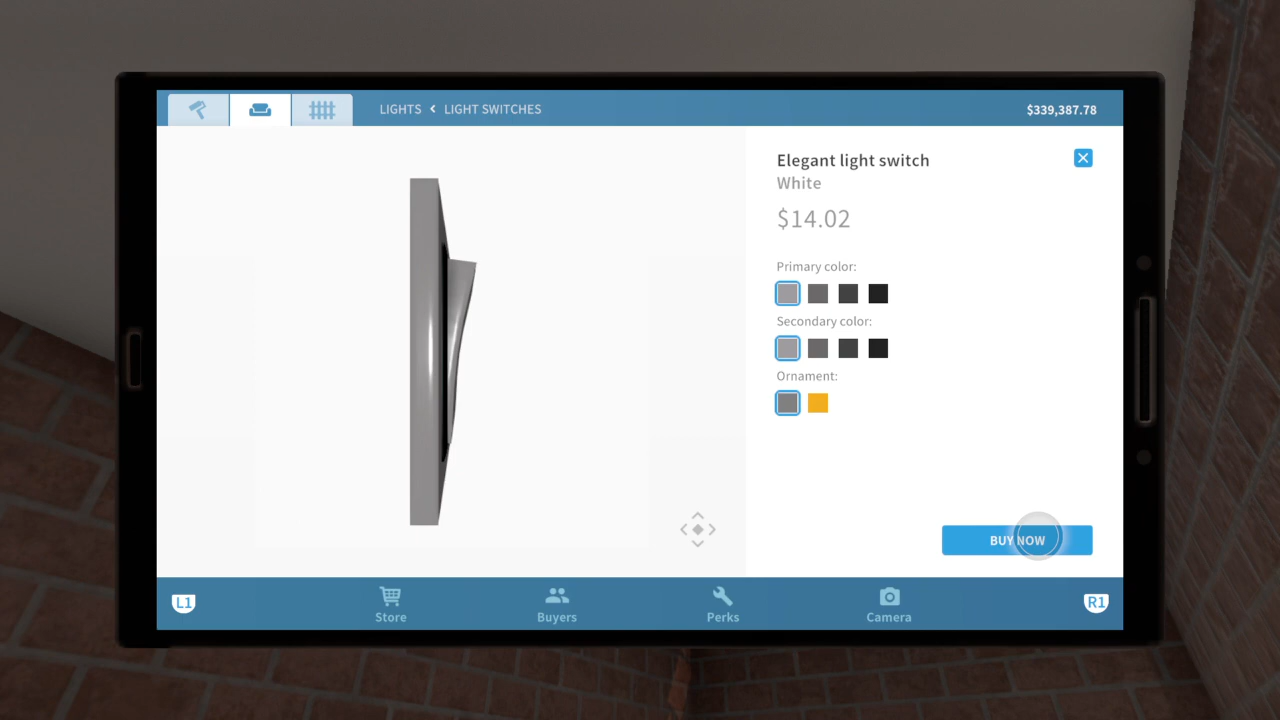 LIGHTS < LIGHT SWITCHES
$339,387.78
Elegant light switch
White
$14.02
Primary color:
Secondary color:
Ornament:
BUY NOW
L1
Store
Buyers
Perks
Camera
R1